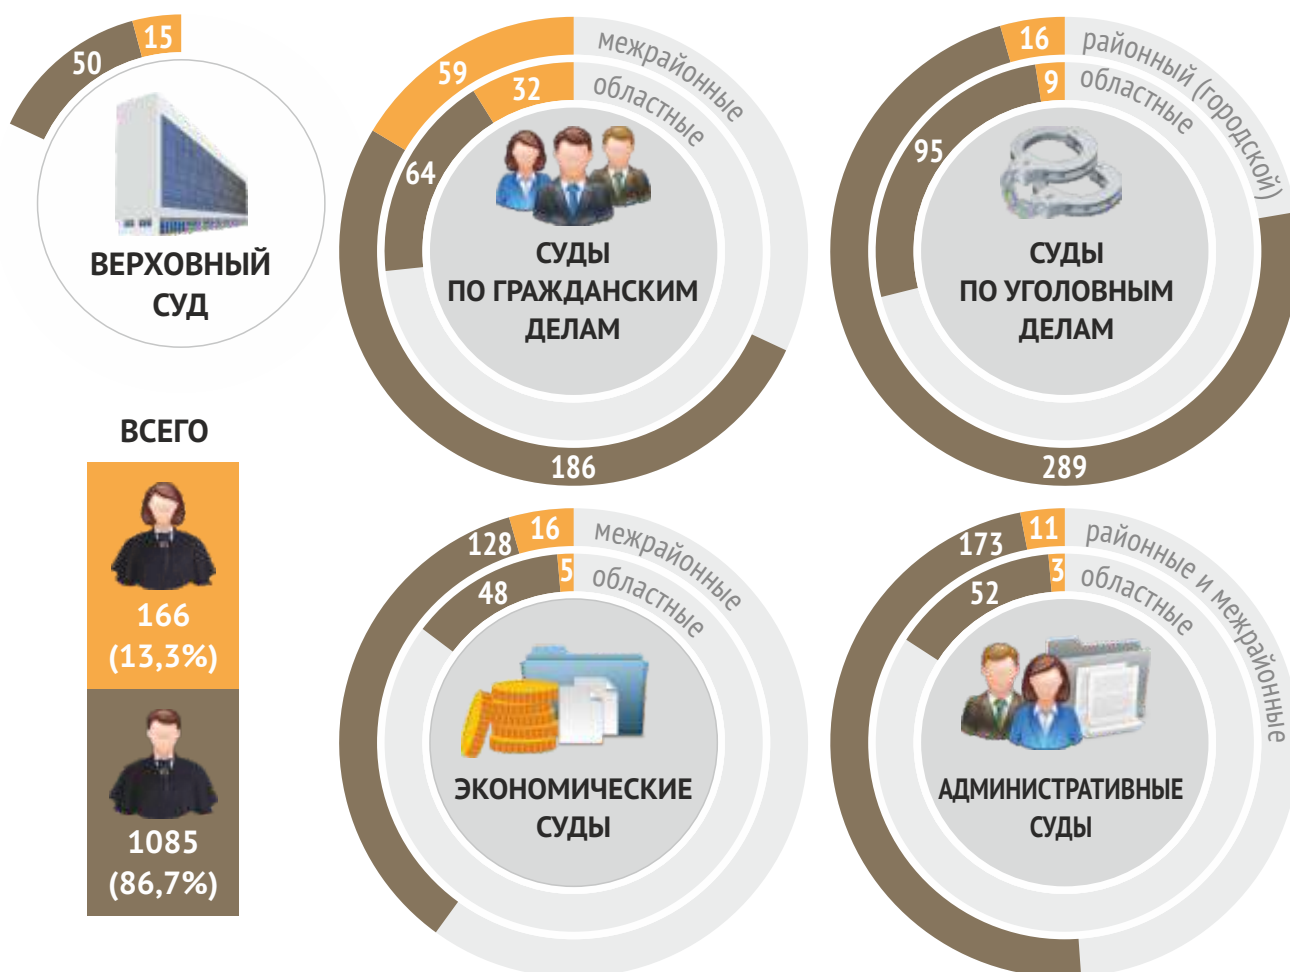 15
50
ВЕРХОВНЫЙ
СУД
межрайонные
областные
59
32
64
186
СУДЫ
ПО ГРАЖДАНСКИМ
ДЕЛАМ
районный (городской)
областные
16
9
95
289
СУДЫ
ПО УГОЛОВНЫМ
ДЕЛАМ
ВСЕГО
166
(13,3%)
1085
(86,7%)
межрайонные
областные
16
128
5
48
ЭКОНОМИЧЕСКИЕ
СУДЫ
районные и межрайонные
областные
11
173
3
52
АДМИНИСТРАТИВНЫЕ
СУДЫ